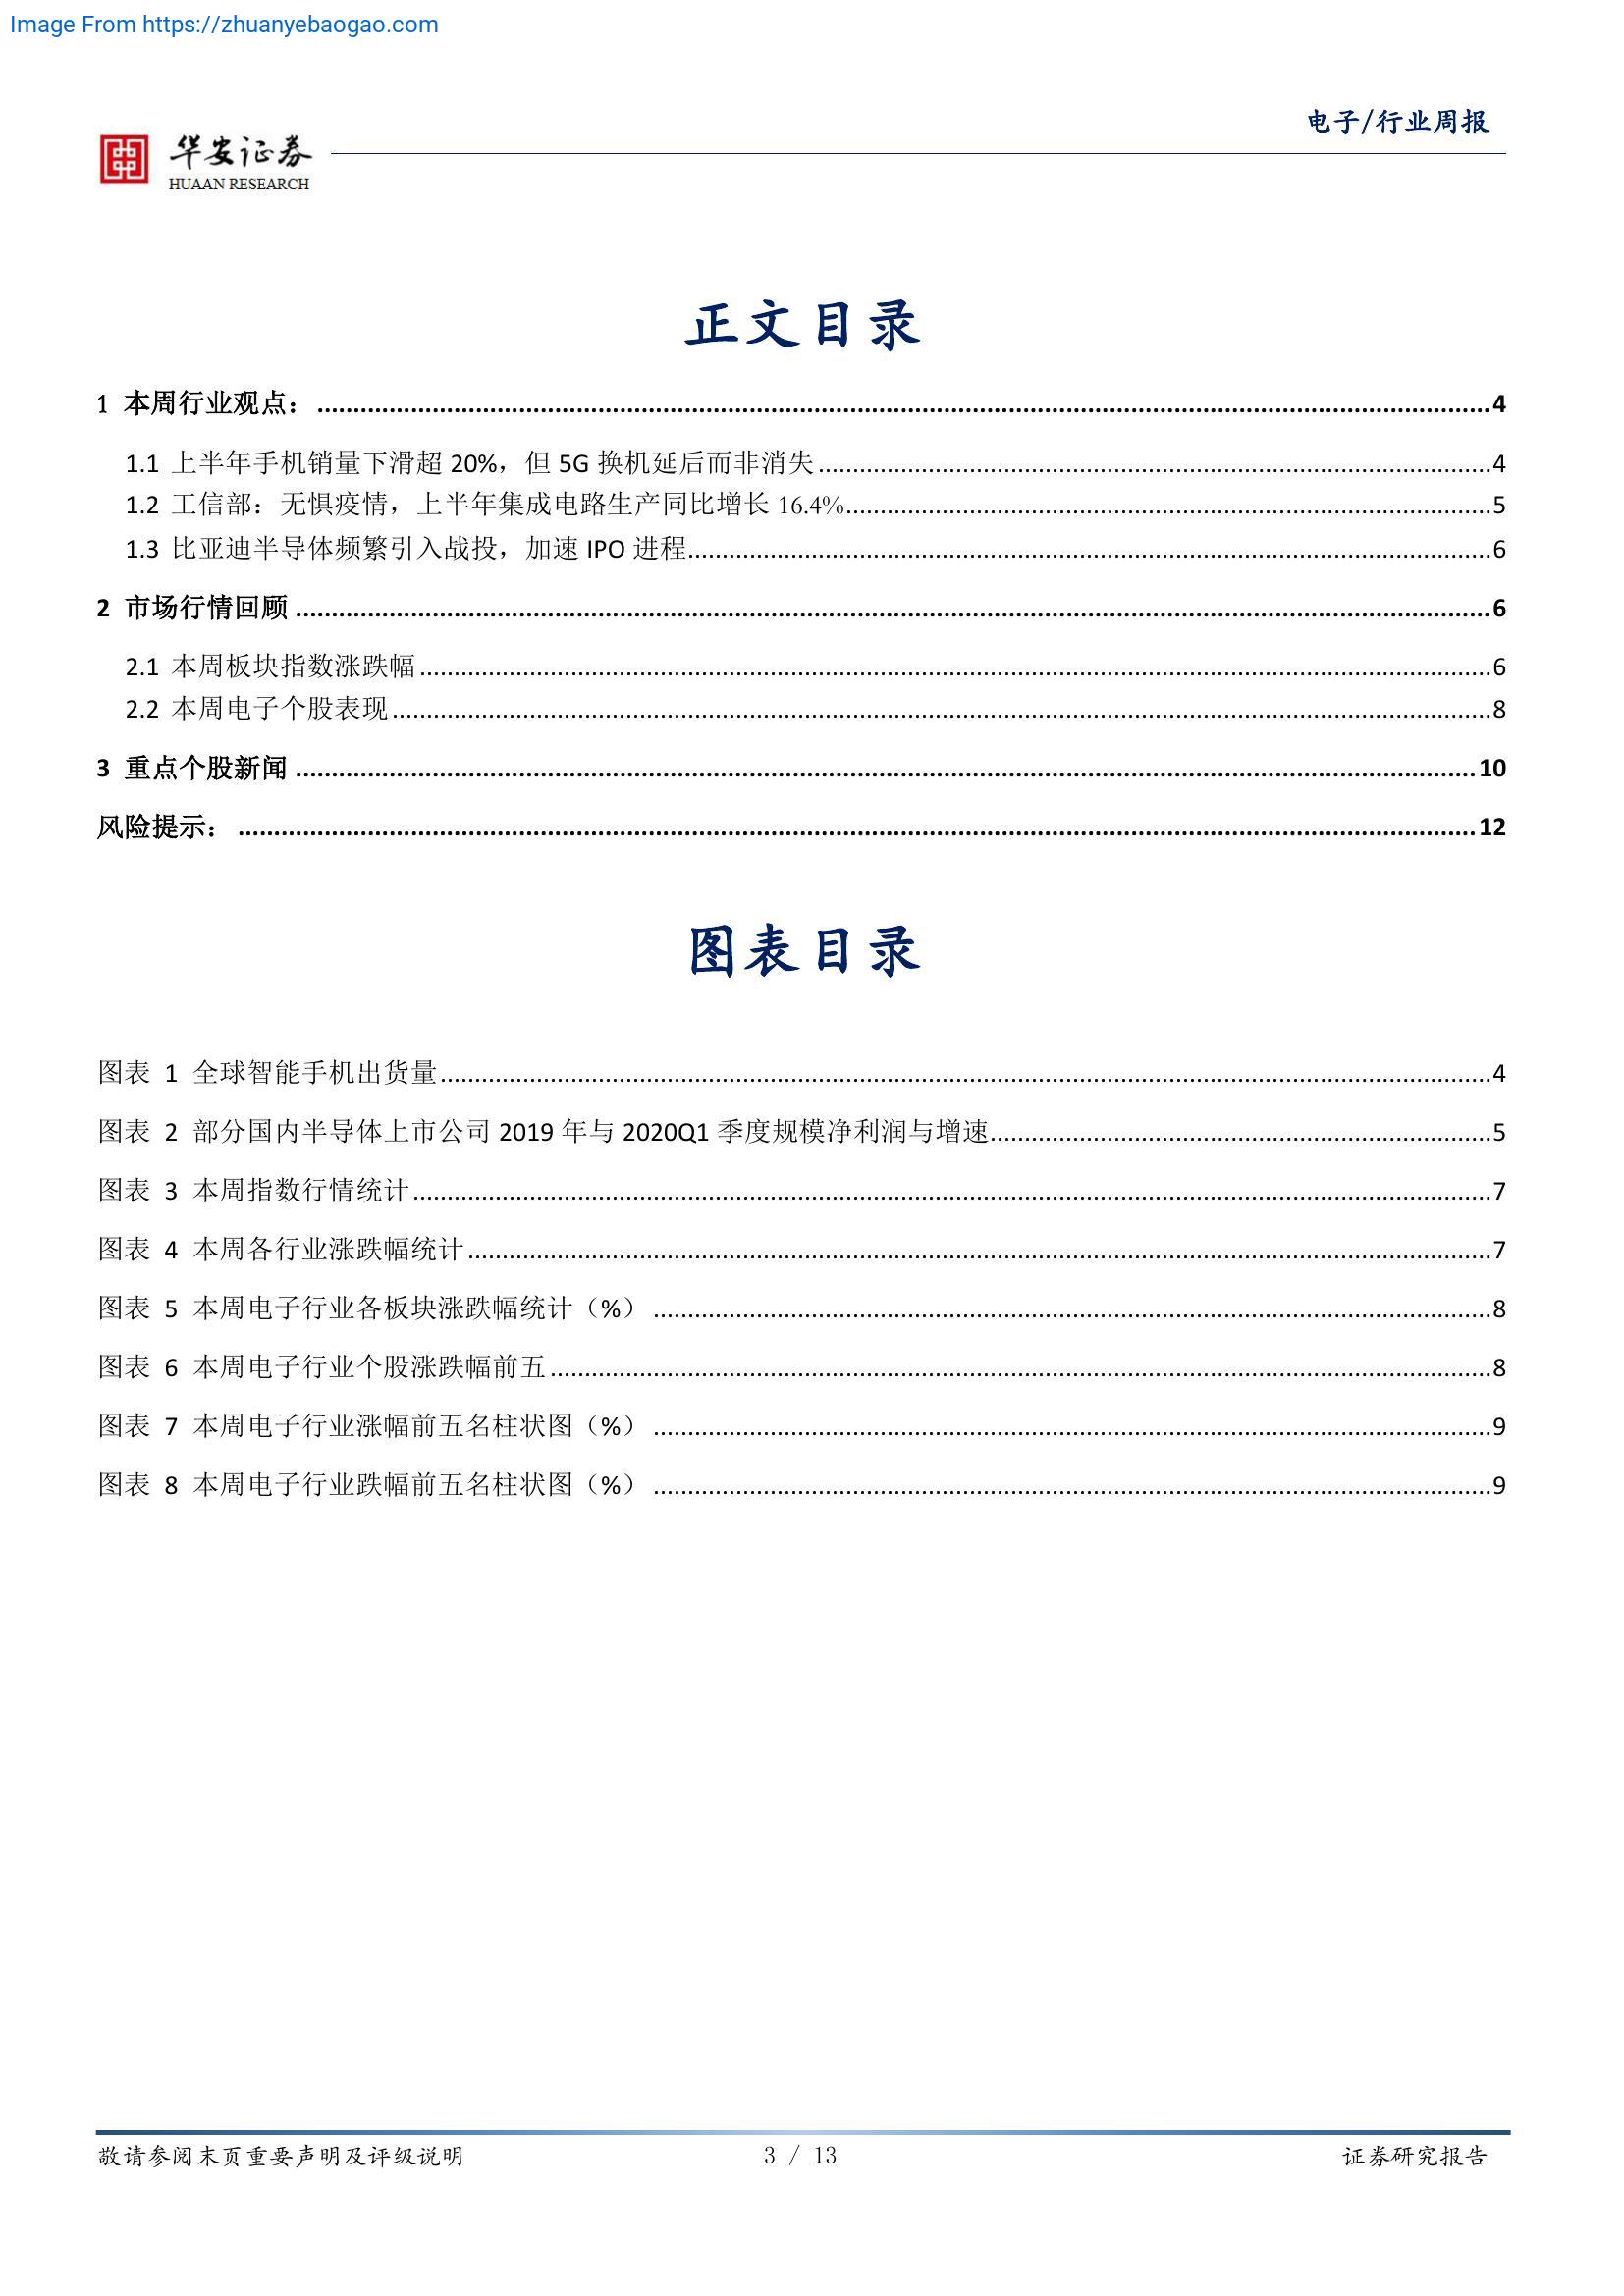 Image From https://zhuanyebaogao.com
电子/行业周报
华安证券
HUAAN RESEARCH
正文目录
1 本周行业观点：................4
1.1 上半年手机销量下滑超 20%，但 5G 换机延后而非消失................4
1.2 工信部：无惧疫情，上半年集成电路生产同比增长 16.4%................5
1.3 比亚迪半导体频繁引入战投，加速 IPO 进程................6
2 市场行情回顾................6
2.1 本周板块指数涨跌幅................6
2.2 本周电子个股表现................8
3 重点个股新闻................10
风险提示：................12
图表目录
图表 1 全球智能手机出货量................4
图表 2 部分国内半导体上市公司 2019 年与 2020Q1 季度规模净利润与增速................5
图表 3 本周指数行情统计................7
图表 4 本周各行业涨跌幅统计................7
图表 5 本周电子行业各板块涨跌幅统计（%）................8
图表 6 本周电子行业个股涨跌幅前五................8
图表 7 本周电子行业涨幅前五名柱状图（%）................9
图表 8 本周电子行业跌幅前五名柱状图（%）................9
敬请参阅末页重要声明及评级说明 3 / 13 证券研究报告